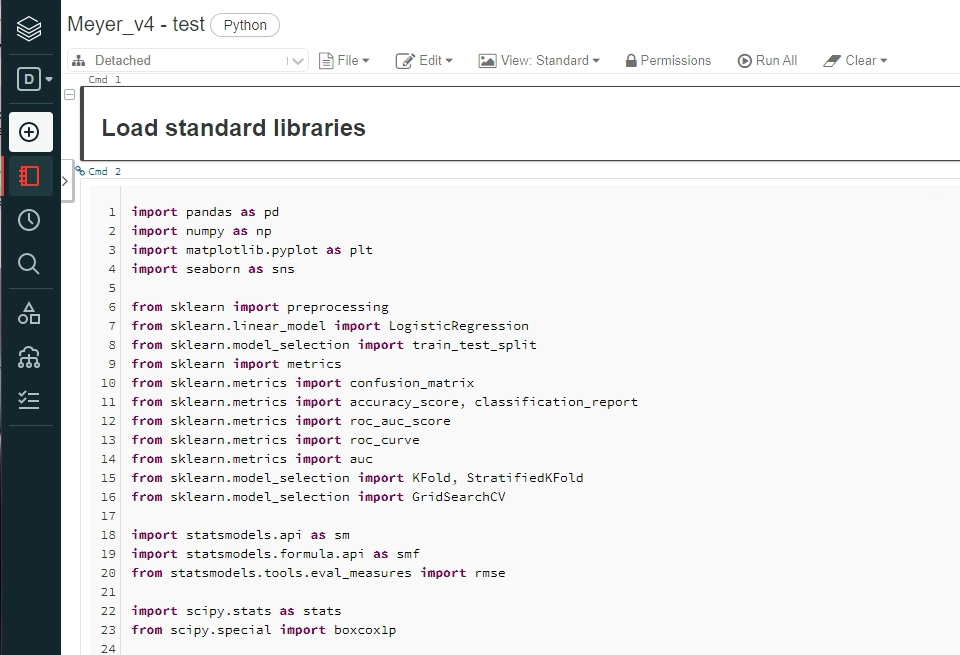 Meyer_v4 - test Python
Detached File Edit View: Standard Permissions Run All Clear
Cmd 1
D
Load standard libraries
Cmd 2
1 import pandas as pd
2 import numpy as np
3 import matplotlib.pyplot as plt
4 import seaborn as sns
5
6 from sklearn import preprocessing
7 from sklearn.linear_model import LogisticRegression
8 from sklearn.model_selection import train_test_split
9 from sklearn import metrics
10 from sklearn.metrics import confusion_matrix
11 from sklearn.metrics import accuracy_score, classification_report
12 from sklearn.metrics import roc_auc_score
13 from sklearn.metrics import roc_curve
14 from sklearn.metrics import auc
15 from sklearn.model_selection import KFold, StratifiedKFold
16 from sklearn.model_selection import GridSearchCV
17
18 import statsmodels.api as sm
19 import statsmodels.formula.api as smf
20 from statsmodels.tools.eval_measures import rmse
21
22 import scipy.stats as stats
23 from scipy.special import boxcox1p
24